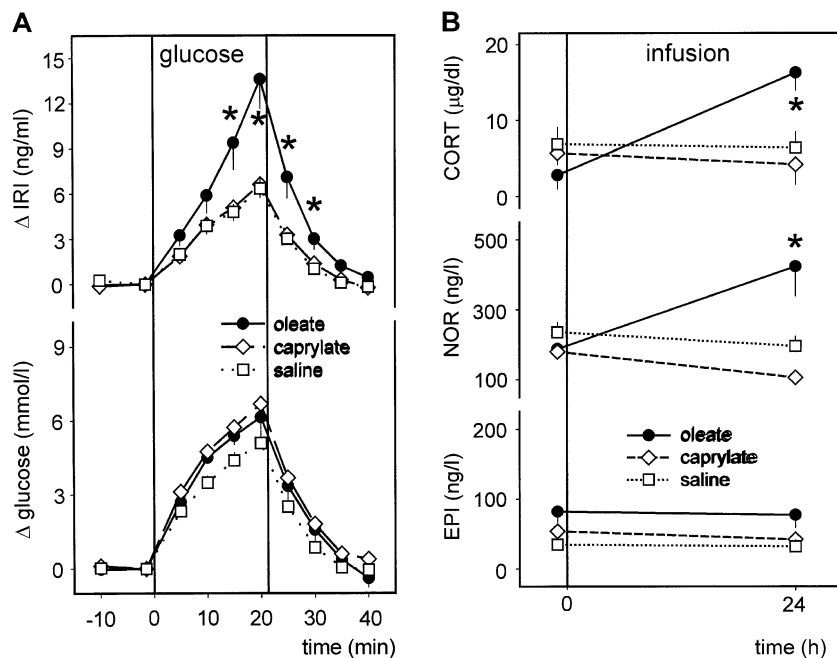 A
glucose
15
12
9
6
3
0
Δ IRI (ng/ml)
oleate
caprylate
saline
9
6
3
0
Δ glucose (mmol/l)
-10 0 10 20 30 40
time (min)
B
infusion
20
10
0
CORT (μg/dl)
500
300
100
NOR (ng/l)
oleate
caprylate
saline
200
100
0
EPI (ng/l)
0 24
time (h)